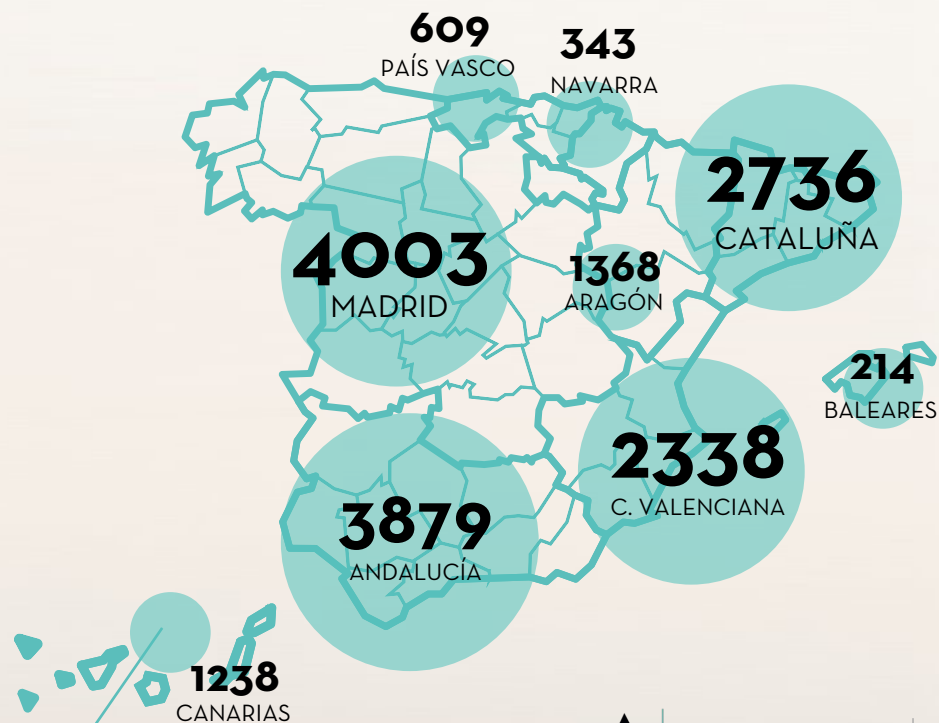 609
PAÍS VASCO
343
NAVARRA
2736
CATALUÑA
4003
MADRID
1368
ARAGÓN
214
BALEARES
2338
C. VALENCIANA
3879
ANDALUCÍA
1238
CANARIAS